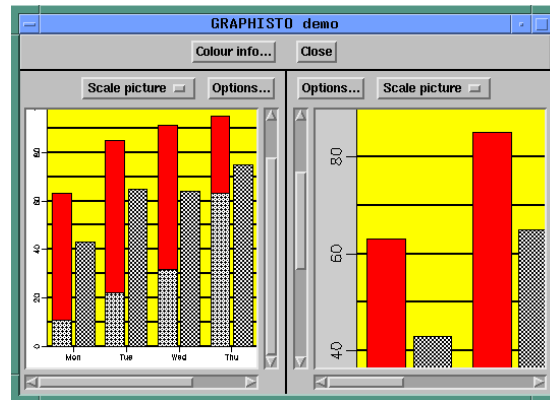 GRAPHISTO demo
Colour info... Close
Scale picture Options...
Options... Scale picture
80
60
40
20
0
Mon Tue Wed Thu
80
60
40